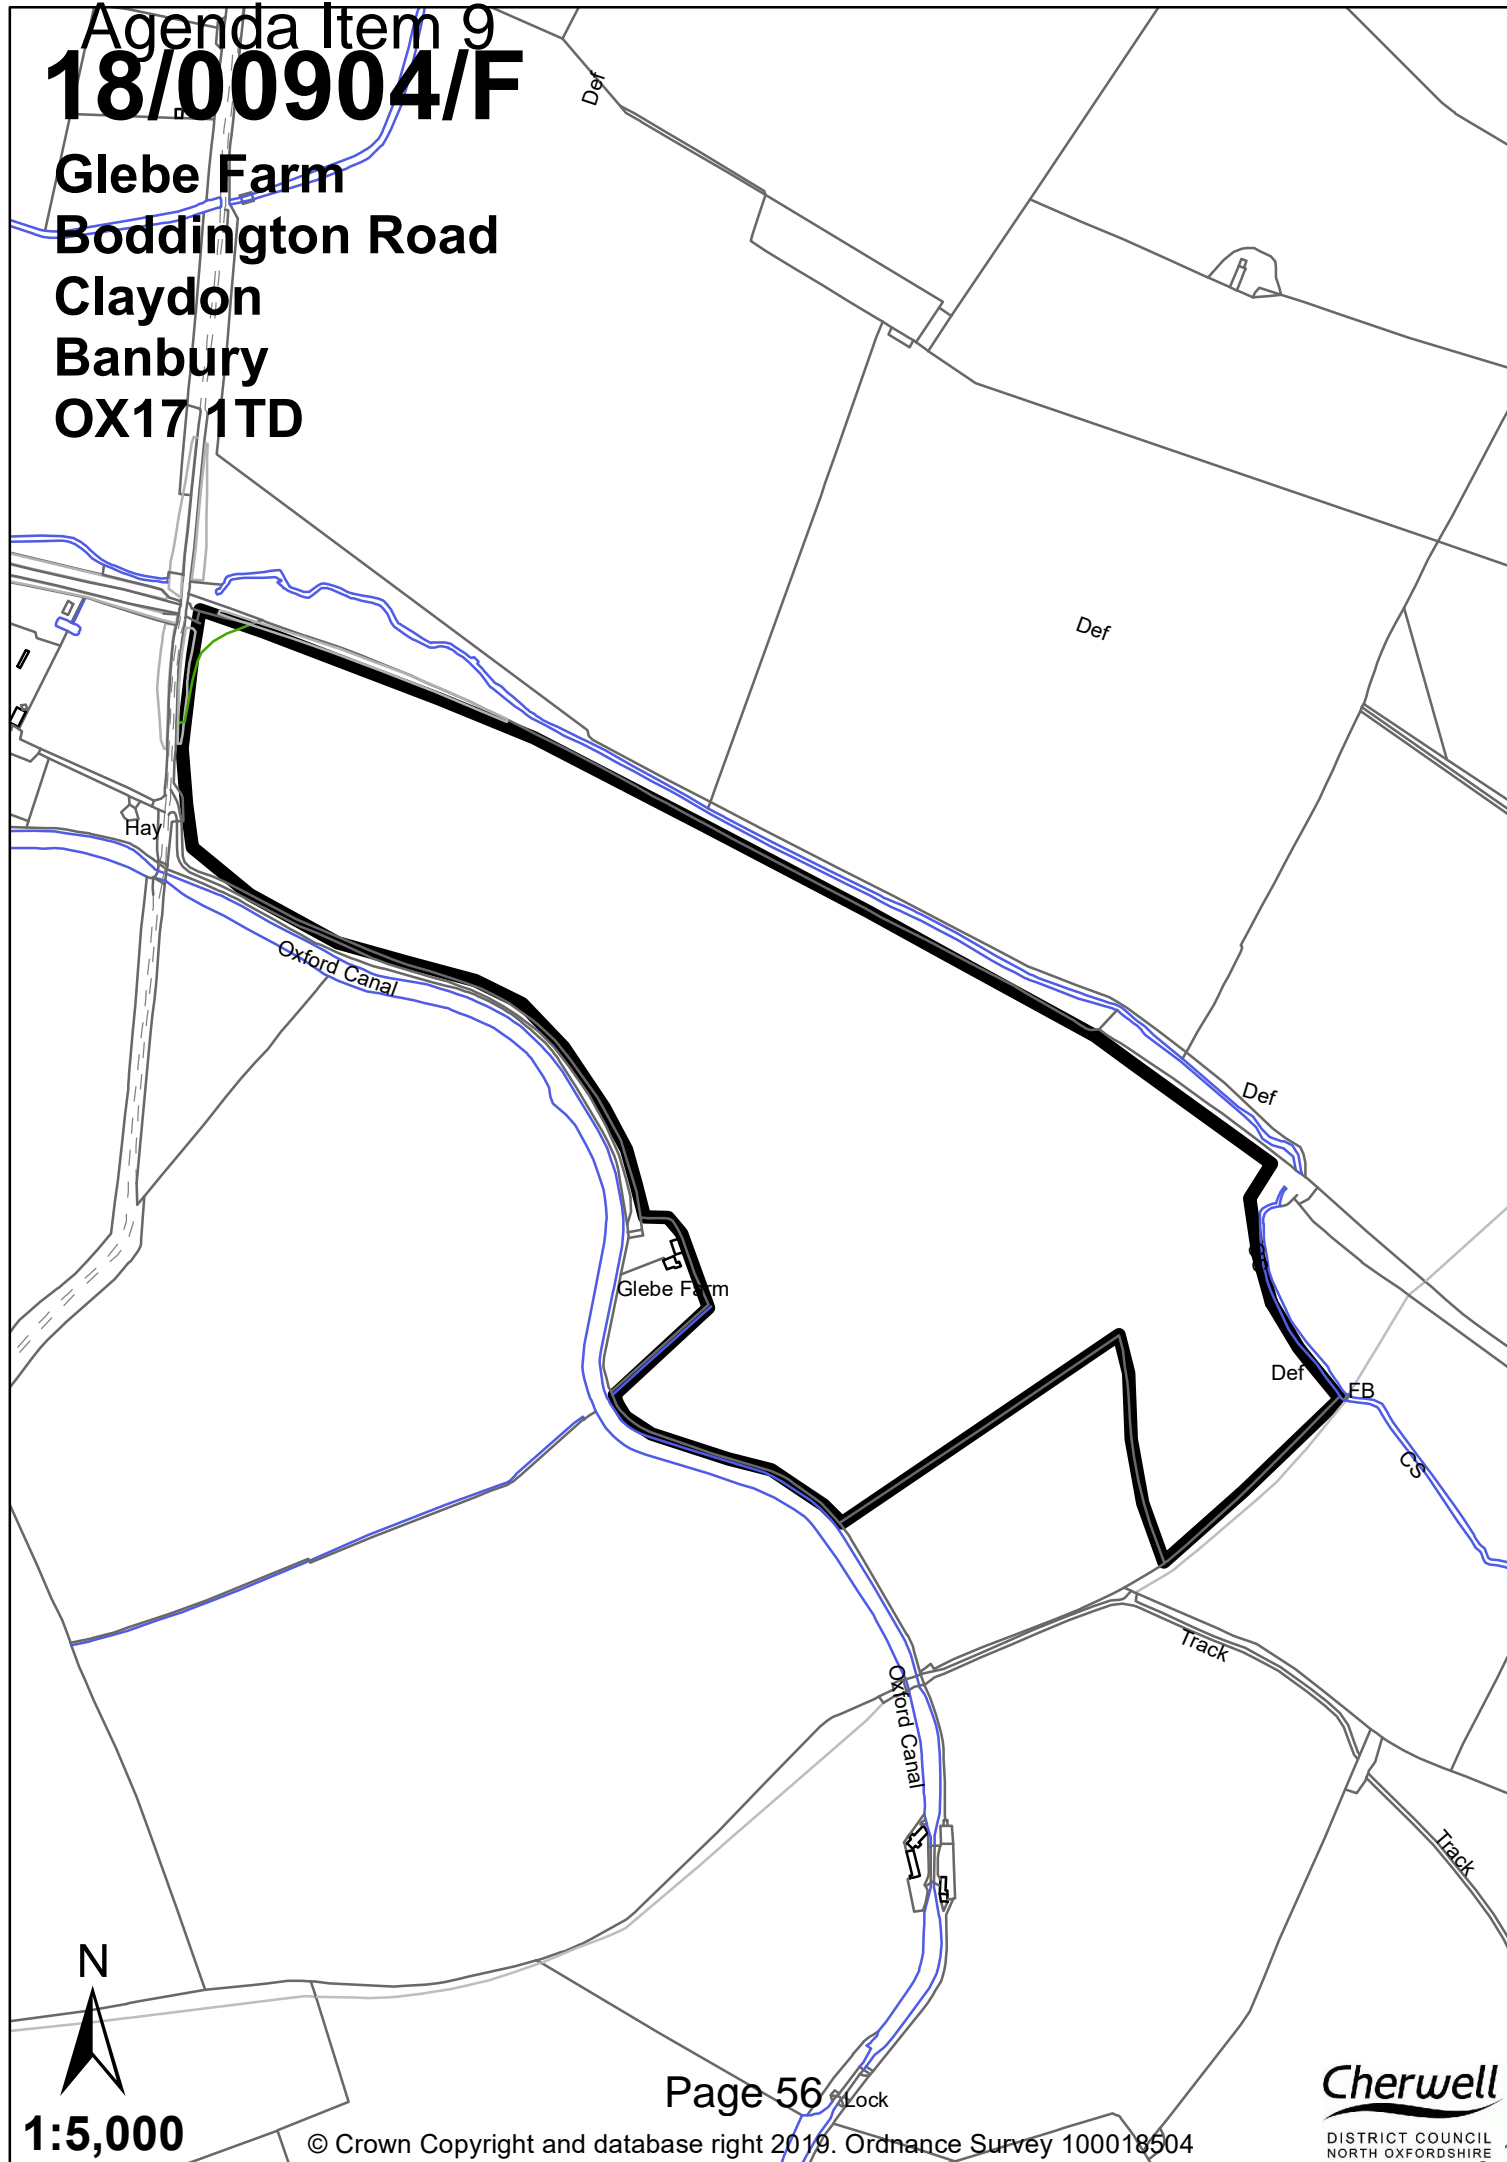 Agenda Item 9
18/00904/F
Glebe Farm
Boddington Road
Claydon
Banbury
OX17 1TD
Def
Def
Hay
Oxford Canal
Def
Glebe Farm
Def
FB
CS
Track
Oxford Canal
Track
N
1:5,000
Page 56
Lock
© Crown Copyright and database right 2019. Ordnance Survey 100018504
Cherwell
DISTRICT COUNCIL
NORTH OXFORDSHIRE